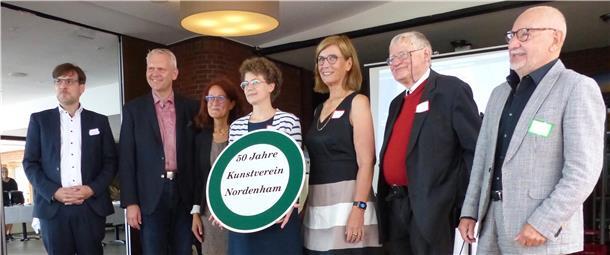 50 Jahre
Kunstverein
Nordenham